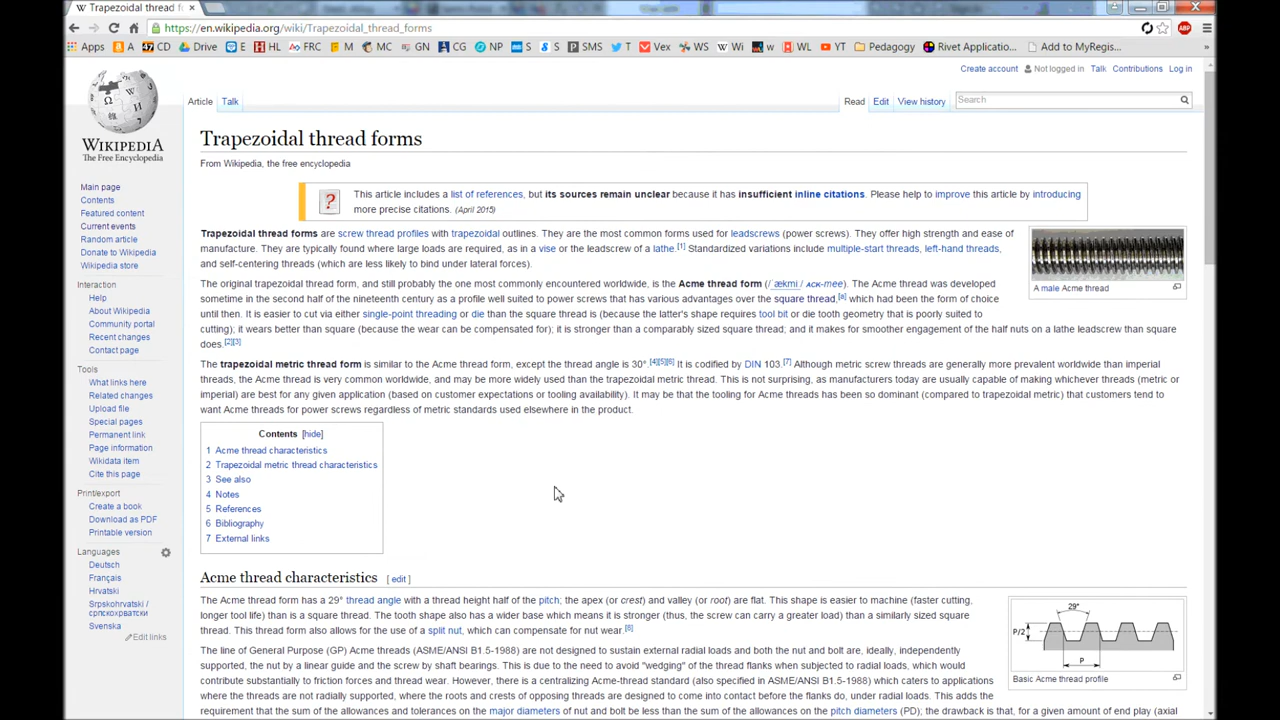 Trapezoidal thread forms
https://en.wikipedia.org/wiki/Trapezoidal_thread_forms
Apps A 47 CD Drive E HL FRC F M MC GN CG NP S S SMS T Vex WS Wi w WL YT Pedagogy Rivet Applicatio... Add to MyRegis...
Create account Not logged in Talk Contributions Log in
Article Talk Read Edit View history Search
WIKIPEDIA
The Free Encyclopedia
Main page
Contents
Featured content
Current events
Random article
Donate to Wikipedia
Wikipedia store
Interaction
Help
About Wikipedia
Community portal
Recent changes
Contact page
Tools
What links here
Related changes
Upload file
Special pages
Permanent link
Page information
Wikidata item
Cite this page
Print/export
Create a book
Download as PDF
Printable version
Languages
Deutsch
Français
Hrvatski
Srpskohrvatski /
српскохрватски
Svenska
Edit links
Trapezoidal thread forms
From Wikipedia, the free encyclopedia
?
This article includes a list of references, but its sources remain unclear because it has insufficient inline citations. Please help to improve this article by introducing
more precise citations. (April 2015)
Trapezoidal thread forms are screw thread profiles with trapezoidal outlines. They are the most common forms used for leadscrews (power screws). They offer high strength and ease of
manufacture. They are typically found where large loads are required, as in a vise or the leadscrew of a lathe.[1] Standardized variations include multiple-start threads, left-hand threads,
and self-centering threads (which are less likely to bind under lateral forces).
A male Acme thread
The original trapezoidal thread form, and still probably the one most commonly encountered worldwide, is the Acme thread form (/ˈækmi/ ACK-mee). The Acme thread was developed
sometime in the second half of the nineteenth century as a profile well suited to power screws that has various advantages over the square thread,[a] which had been the form of choice
until then. It is easier to cut via either single-point threading or die than the square thread is (because the latter's shape requires tool bit or die tooth geometry that is poorly suited to
cutting); it wears better than square (because the wear can be compensated for); it is stronger than a comparably sized square thread; and it makes for smoother engagement of the half nuts on a lathe leadscrew than square
does.[2][3]
The trapezoidal metric thread form is similar to the Acme thread form, except the thread angle is 30°.[4][5][6] It is codified by DIN 103.[7] Although metric screw threads are generally more prevalent worldwide than imperial
threads, the Acme thread is very common worldwide, and may be more widely used than the trapezoidal metric thread. This is not surprising, as manufacturers today are usually capable of making whichever threads (metric or
imperial) are best for any given application (based on customer expectations or tooling availability). It may be that the tooling for Acme threads has been so dominant (compared to trapezoidal metric) that customers tend to
want Acme threads for power screws regardless of metric standards used elsewhere in the product.
Contents [hide]
1 Acme thread characteristics
2 Trapezoidal metric thread characteristics
3 See also
4 Notes
5 References
6 Bibliography
7 External links
Acme thread characteristics [ edit ]
The Acme thread form has a 29° thread angle with a thread height half of the pitch; the apex (or crest) and valley (or root) are flat. This shape is easier to machine (faster cutting,
longer tool life) than is a square thread. The tooth shape also has a wider base which means it is stronger (thus, the screw can carry a greater load) than a similarly sized square
thread. This thread form also allows for the use of a split nut, which can compensate for nut wear.[8]
The line of General Purpose (GP) Acme threads (ASME/ANSI B1.5-1988) are not designed to sustain external radial loads and both the nut and bolt are, ideally, independently
supported, the nut by a linear guide and the screw by shaft bearings. This is due to the need to avoid "wedging" of the thread flanks when subjected to radial loads, which would
contribute substantially to friction forces and thread wear. However, there is a centralizing Acme-thread standard (also specified in ASME/ANSI B1.5-1988) which caters to applications
where the threads are not radially supported, where the roots and crests of opposing threads are designed to come into contact before the flanks do, under radial loads. This adds the
requirement that the sum of the allowances and tolerances on the major diameters of nut and bolt be less than the sum of the allowances on the pitch diameters (PD); the drawback is that, for a given amount of end play (axial
29°
P/2
P
Basic Acme thread profile